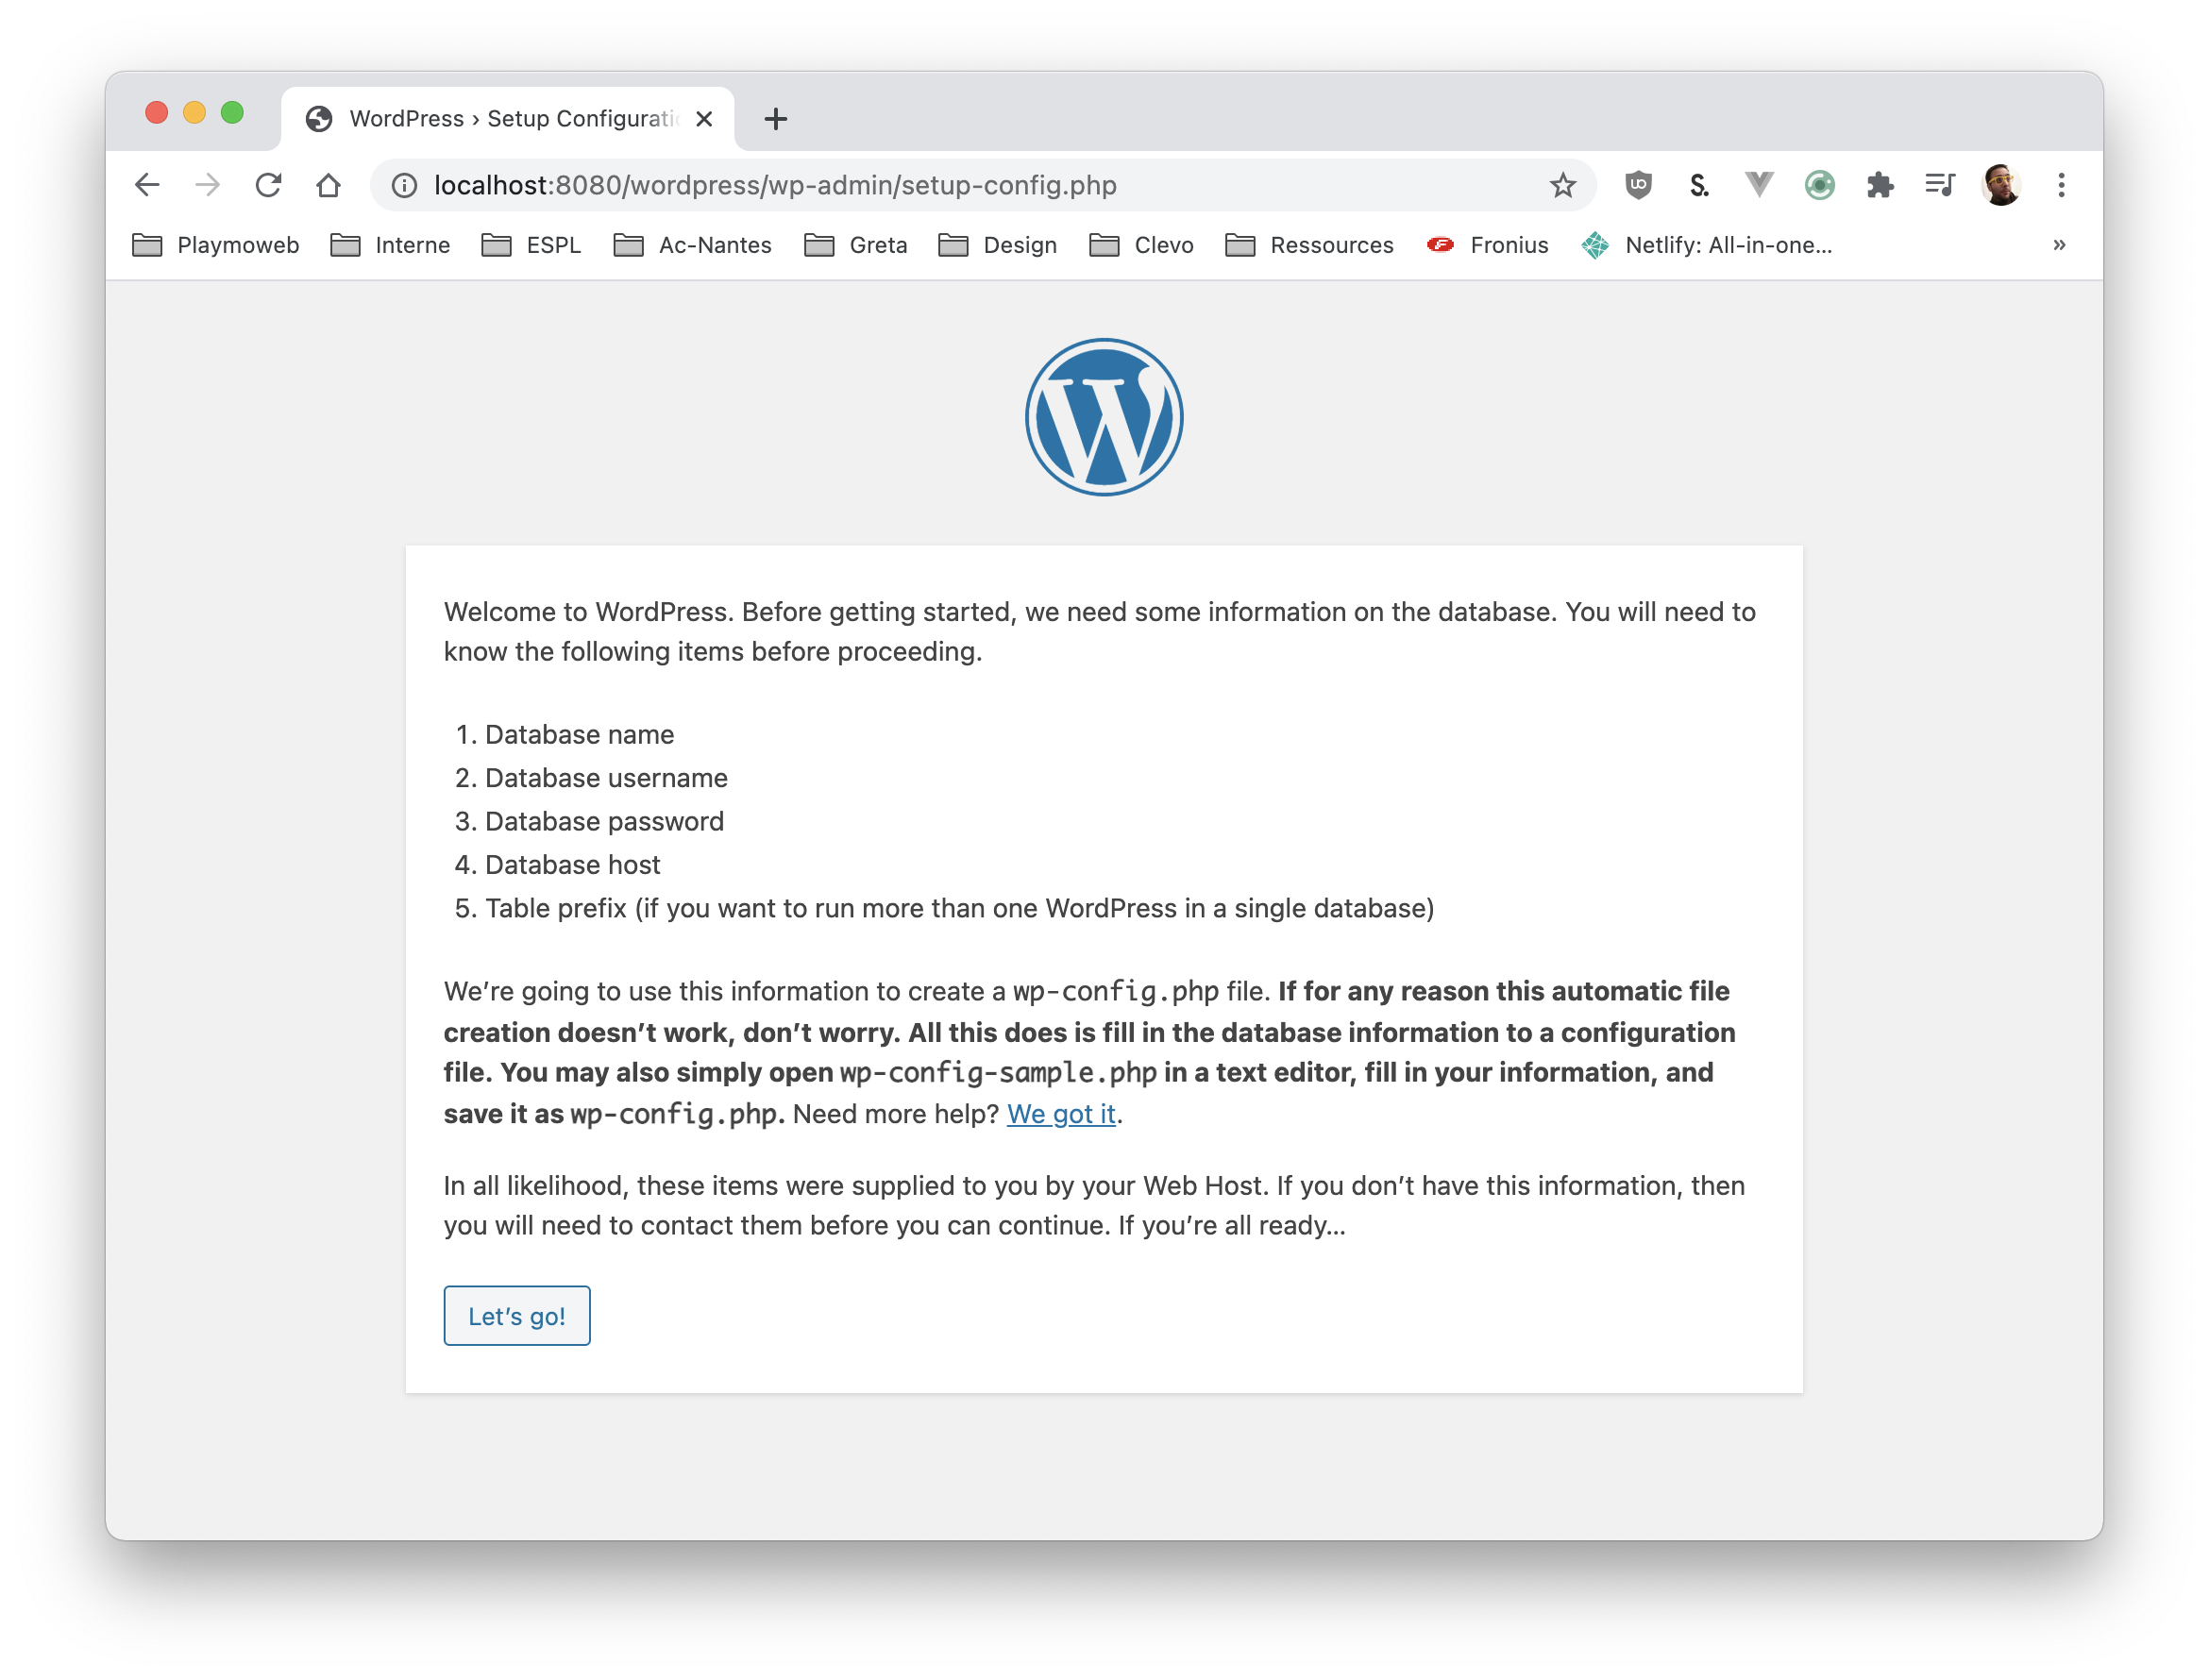 WordPress › Setup Configurati
localhost:8080/wordpress/wp-admin/setup-config.php
Playmoweb Interne ESPL Ac-Nantes Greta Design Clevo Ressources Fronius Netlify: All-in-one... »
Welcome to WordPress. Before getting started, we need some information on the database. You will need to
know the following items before proceeding.
1. Database name
2. Database username
3. Database password
4. Database host
5. Table prefix (if you want to run more than one WordPress in a single database)
We’re going to use this information to create a wp-config.php file. If for any reason this automatic file
creation doesn’t work, don’t worry. All this does is fill in the database information to a configuration
file. You may also simply open wp-config-sample.php in a text editor, fill in your information, and
save it as wp-config.php. Need more help? We got it.
In all likelihood, these items were supplied to you by your Web Host. If you don’t have this information, then
you will need to contact them before you can continue. If you’re all ready…
Let’s go!